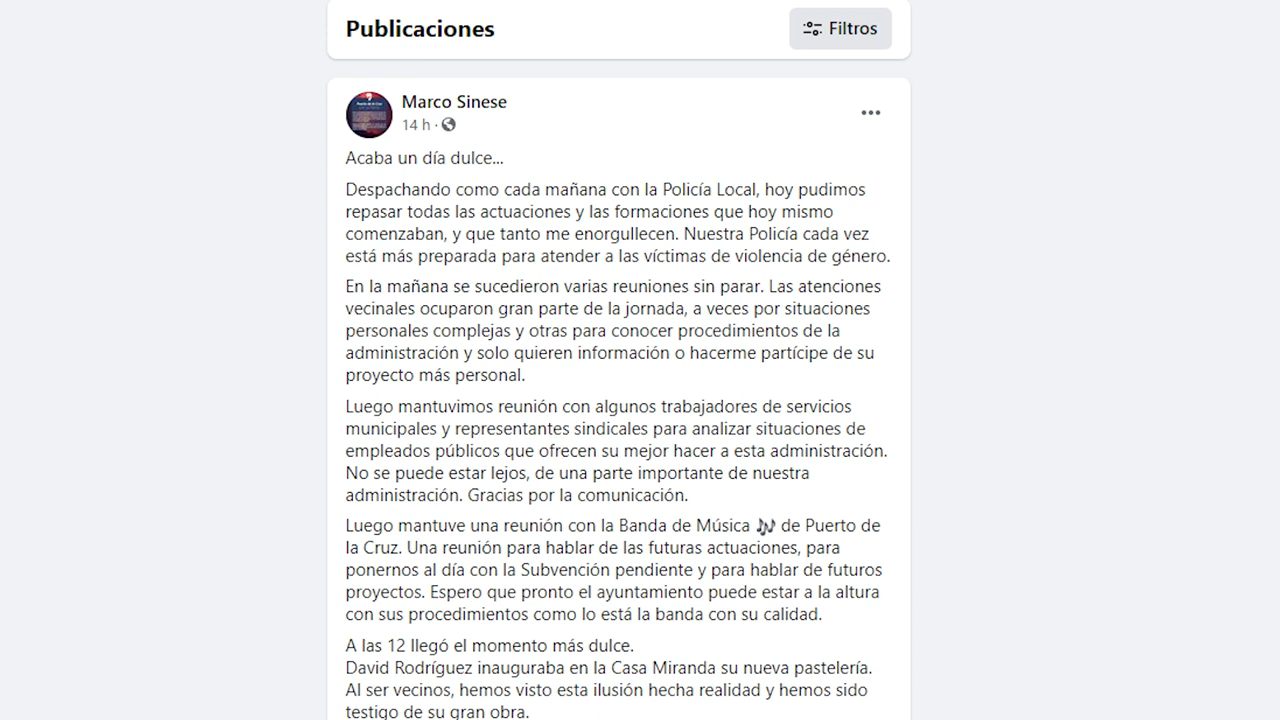 Publicaciones
Filtros
Marco Sinese
14 h ·
Acaba un día dulce...
Despachando como cada mañana con la Policía Local, hoy pudimos
repasar todas las actuaciones y las formaciones que hoy mismo
comenzaban, y que tanto me enorgullecen. Nuestra Policía cada vez
está más preparada para atender a las víctimas de violencia de género.
En la mañana se sucedieron varias reuniones sin parar. Las atenciones
vecinales ocuparon gran parte de la jornada, a veces por situaciones
personales complejas y otras para conocer procedimientos de la
administración y solo quieren información o hacerme partícipe de su
proyecto más personal.
Luego mantuvimos reunión con algunos trabajadores de servicios
municipales y representantes sindicales para analizar situaciones de
empleados públicos que ofrecen su mejor hacer a esta administración.
No se puede estar lejos, de una parte importante de nuestra
administración. Gracias por la comunicación.
Luego mantuve una reunión con la Banda de Música 🎶 de Puerto de
la Cruz. Una reunión para hablar de las futuras actuaciones, para
ponernos al día con la Subvención pendiente y para hablar de futuros
proyectos. Espero que pronto el ayuntamiento puede estar a la altura
con sus procedimientos como lo está la banda con su calidad.
A las 12 llegó el momento más dulce.
David Rodríguez inauguraba en la Casa Miranda su nueva pastelería.
Al ser vecinos, hemos visto esta ilusión hecha realidad y hemos sido
testigo de su gran obra.